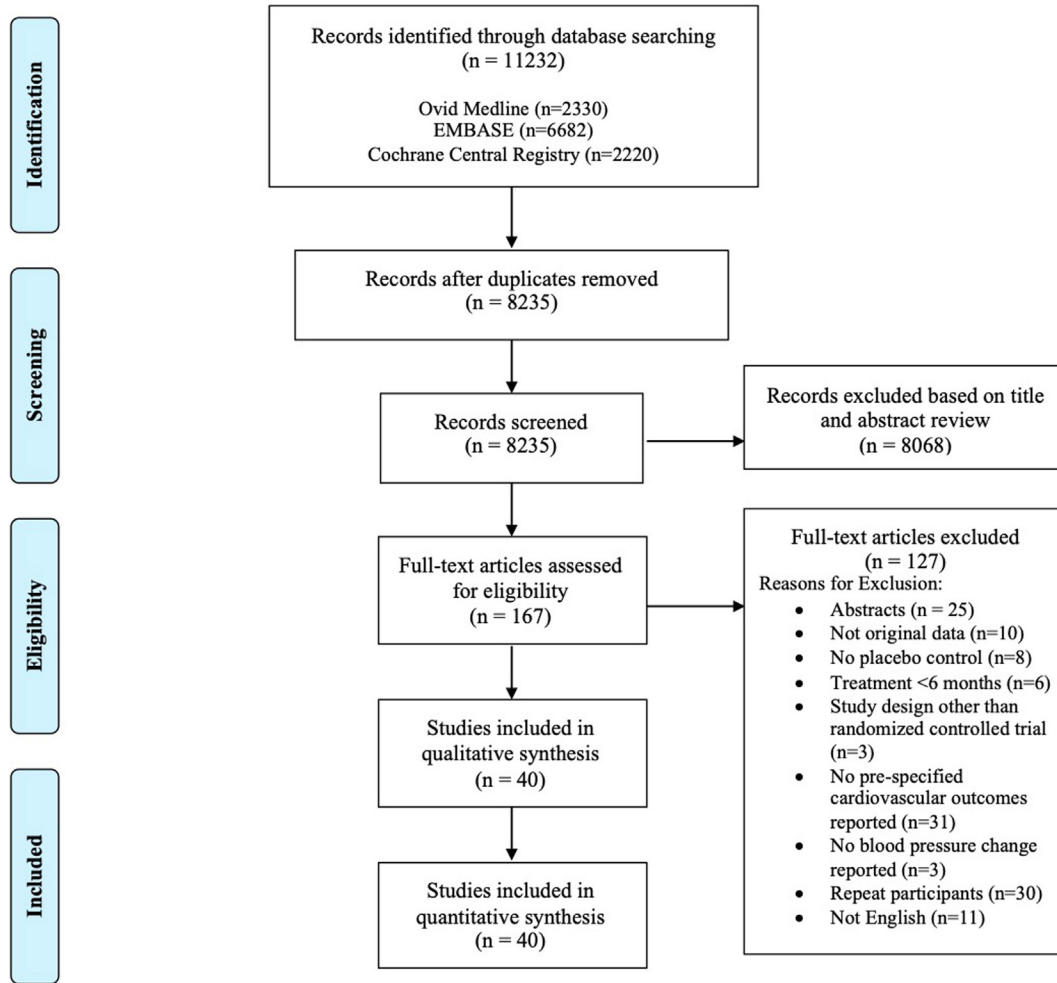 Identification
Records identified through database searching
(n = 11232)
Ovid Medline (n=2330)
EMBASE (n=6682)
Cochrane Central Registry (n=2220)
Screening
Records after duplicates removed
(n = 8235)
Records screened
(n = 8235)
Records excluded based on title
and abstract review
(n = 8068)
Eligibility
Full-text articles assessed
for eligibility
(n = 167)
Full-text articles excluded
(n = 127)
Reasons for Exclusion:
• Abstracts (n = 25)
• Not original data (n=10)
• No placebo control (n=8)
• Treatment <6 months (n=6)
• Study design other than
randomized controlled trial
(n=3)
• No pre-specified
cardiovascular outcomes
reported (n=31)
• No blood pressure change
reported (n=3)
• Repeat participants (n=30)
• Not English (n=11)
Studies included in
qualitative synthesis
(n = 40)
Included
Studies included in
quantitative synthesis
(n = 40)